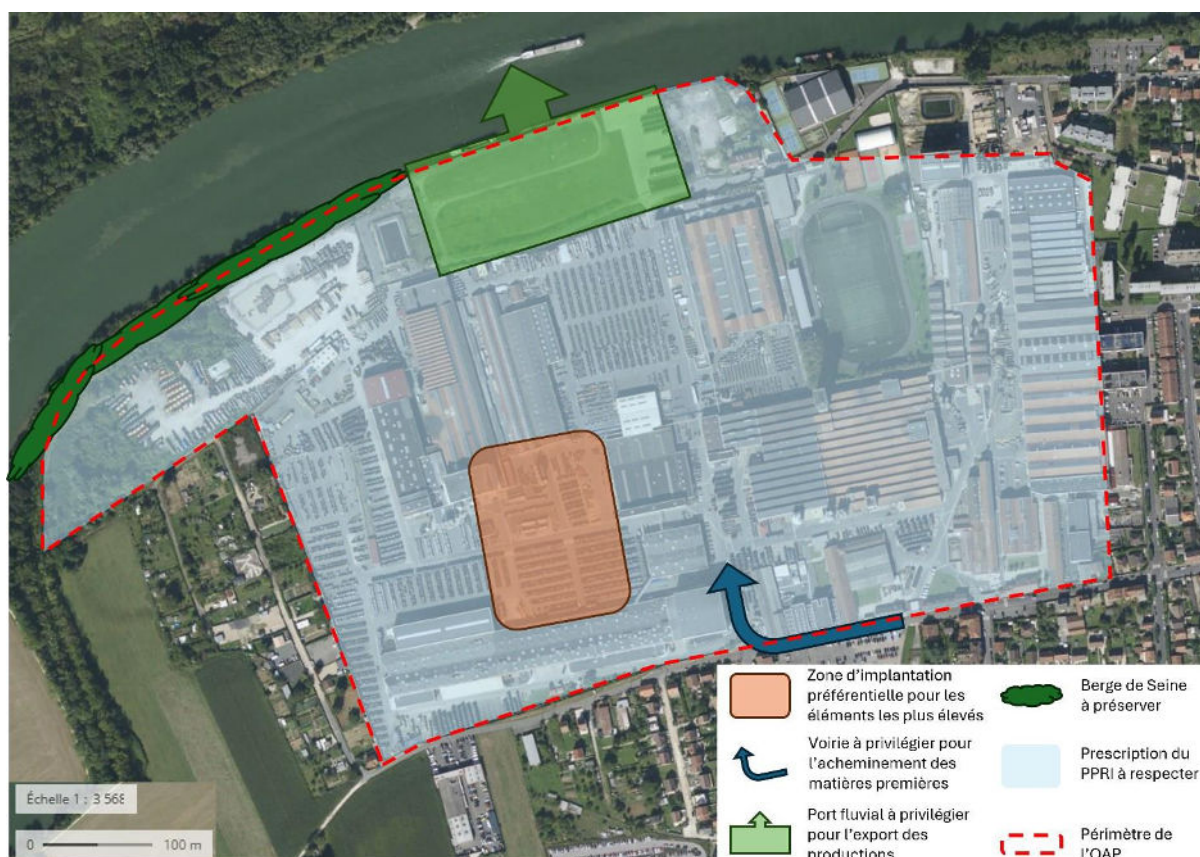 Zone d'implantation
préférentielle pour les
éléments les plus élevés
Voirie à privilégier pour
l'acheminement des
matières premières
Port fluvial à privilégier
pour l'export des
productions
Berge de Seine
à préserver
Prescription du
PPRI à respecter
Périmètre de
l'OAP
Échelle 1 : 3 568
0 100 m